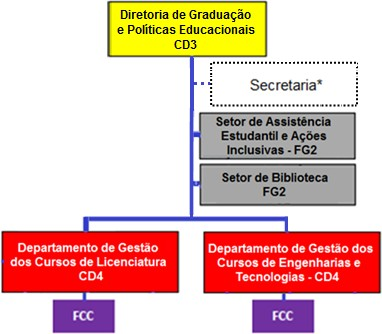 Diretoria de Graduação
e Políticas Educacionais
CD3
Secretaria*
Setor de Assistência
Estudantil e Ações
Inclusivas - FG2
Setor de Biblioteca
FG2
Departamento de Gestão
dos Cursos de Licenciatura
CD4
Departamento de Gestão dos
Cursos de Engenharias e
Tecnologias - CD4
FCC
FCC